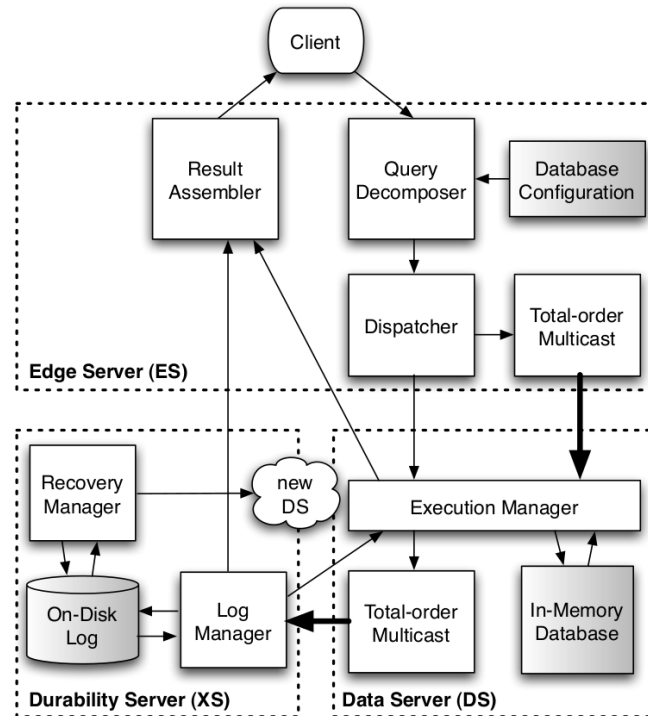 Client
Result
Assembler
Query
Decomposer
Database
Configuration
Dispatcher
Total-order
Multicast
Edge Server (ES)
Recovery
Manager
new
DS
Execution Manager
On-Disk
Log
Log
Manager
Total-order
Multicast
In-Memory
Database
Durability Server (XS)
Data Server (DS)